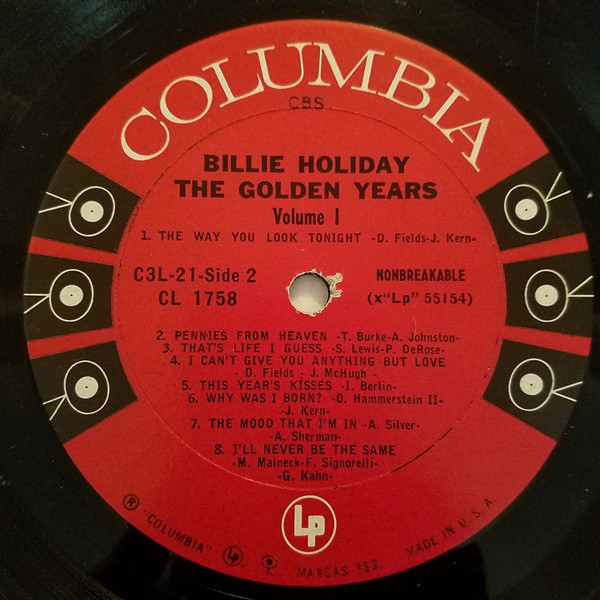 COLUMBIA
CBS
BILLIE HOLIDAY
THE GOLDEN YEARS
Volume I
1. THE WAY YOU LOOK TONIGHT -D. Fields-J. Kern-
C3L-21-Side 2
CL 1758
NONBREAKABLE
(x"Lp" 55154)
2. PENNIES FROM HEAVEN -T. Burke-A. Johnston-
3. THAT'S LIFE I GUESS -S. Lewis-P. DeRose-
4. I CAN'T GIVE YOU ANYTHING BUT LOVE
-D. Fields - J. McHugh -
5. THIS YEAR'S KISSES -I. Berlin-
6. WHY WAS I BORN? -O. Hammerstein II-
-J. Kern-
7. THE MOOD THAT I'M IN -A. Silver-
-A. Sherman-
8. I'LL NEVER BE THE SAME
-M. Malneck-F. Signorelli-
-G. Kahn-
Lp
® "COLUMBIA" Lp MARCAS REG. MADE IN U.S.A.